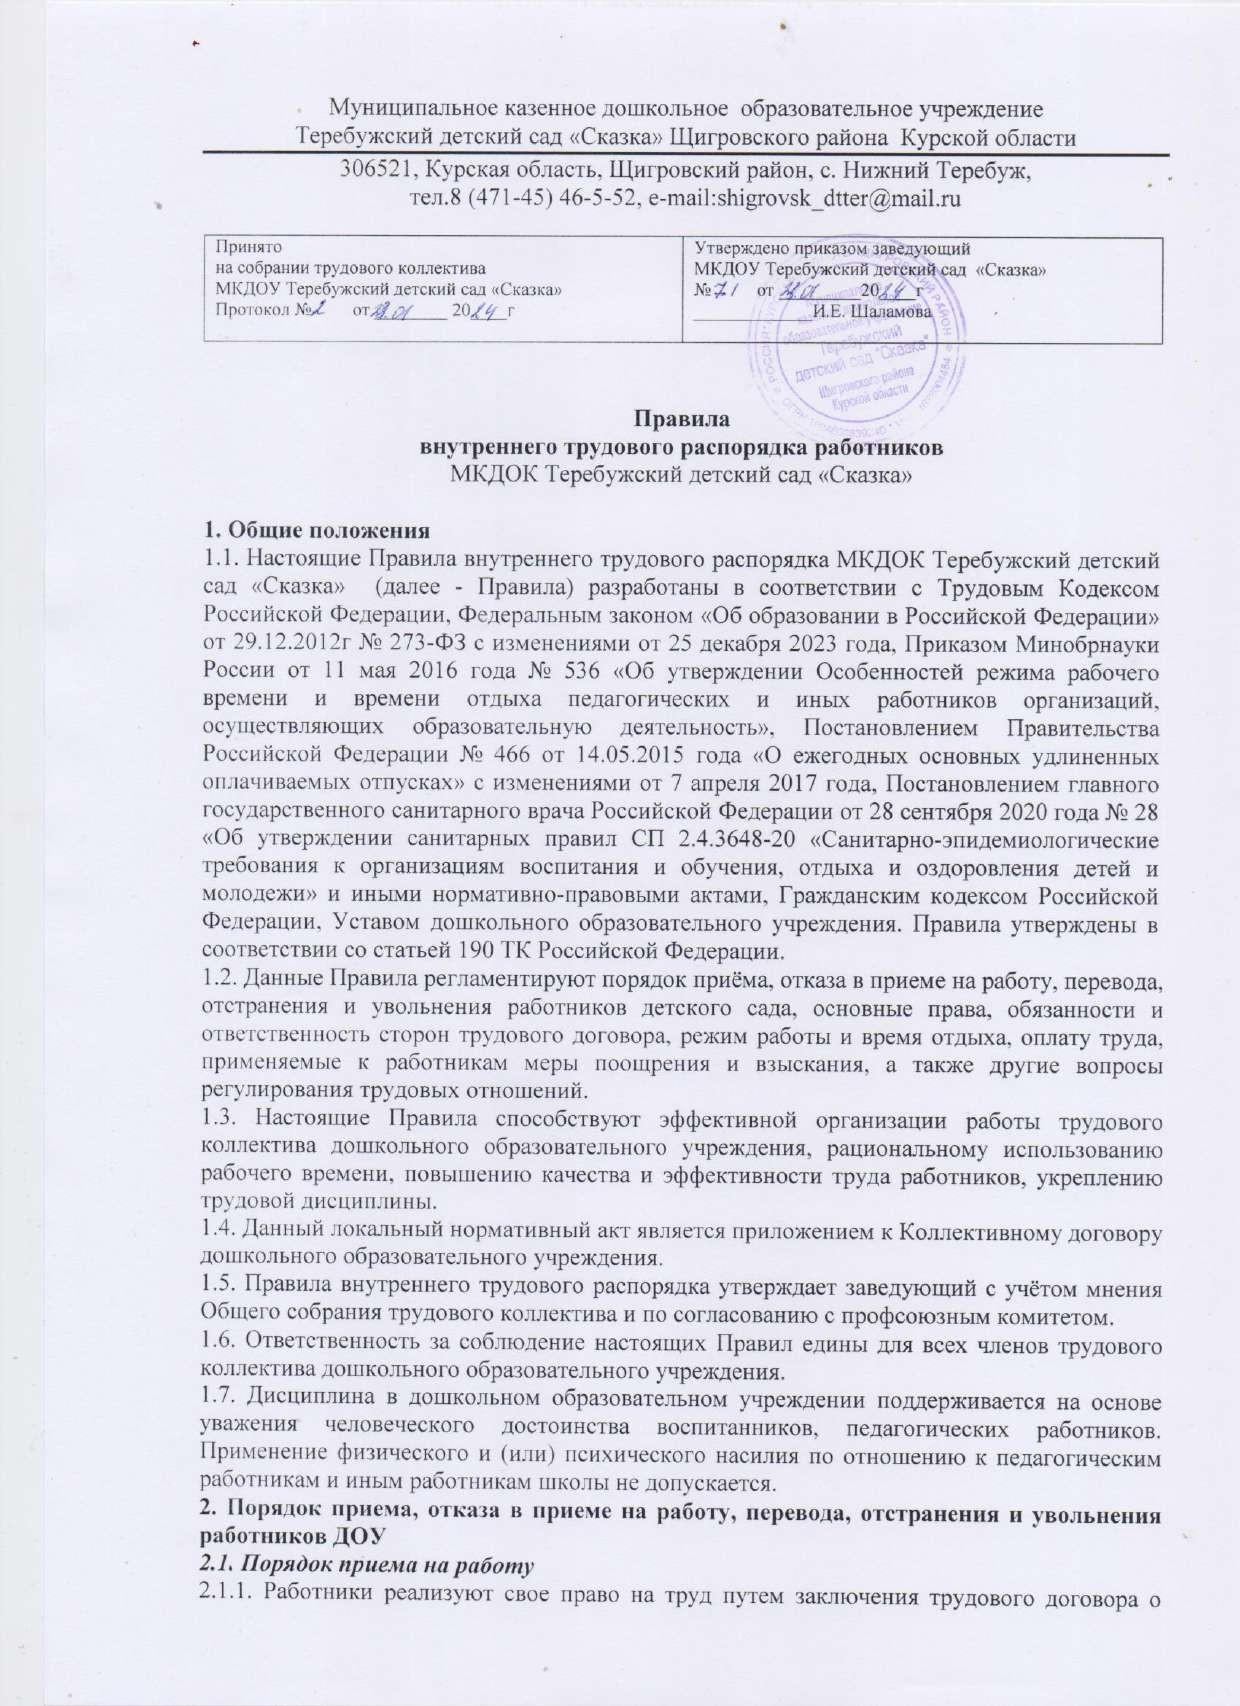 Муниципальное казенное дошкольное образовательное учреждение
Теребужский детский сад «Сказка» Щигровского района Курской области
306521, Курская область, Щигровский район, с. Нижний Теребуж,
тел.8 (471-45) 46-5-52, e-mail:shigrovsk_dtter@mail.ru
Принято
на собрании трудового коллектива
МКДОУ Теребужский детский сад «Сказка»
Протокол №2 от 2024г
Утверждено приказом заведующий
МКДОУ Теребужский детский сад «Сказка»
№71 от 2024г
И.Е. Шаламова
Теребужский
детский сад "Сказка"
Щигровского района
Курской области
Правила
внутреннего трудового распорядка работников
МКДОК Теребужский детский сад «Сказка»
1. Общие положения
1.1. Настоящие Правила внутреннего трудового распорядка МКДОК Теребужский детский
сад «Сказка» (далее - Правила) разработаны в соответствии с Трудовым Кодексом
Российской Федерации, Федеральным законом «Об образовании в Российской Федерации»
от 29.12.2012г № 273-ФЗ с изменениями от 25 декабря 2023 года, Приказом Минобрнауки
России от 11 мая 2016 года № 536 «Об утверждении Особенностей режима рабочего
времени и времени отдыха педагогических и иных работников организаций,
осуществляющих образовательную деятельность», Постановлением Правительства
Российской Федерации № 466 от 14.05.2015 года «О ежегодных основных удлиненных
оплачиваемых отпусках» с изменениями от 7 апреля 2017 года, Постановлением главного
государственного санитарного врача Российской Федерации от 28 сентября 2020 года № 28
«Об утверждении санитарных правил СП 2.4.3648-20 «Санитарно-эпидемиологические
требования к организациям воспитания и обучения, отдыха и оздоровления детей и
молодежи» и иными нормативно-правовыми актами, Гражданским кодексом Российской
Федерации, Уставом дошкольного образовательного учреждения. Правила утверждены в
соответствии со статьей 190 ТК Российской Федерации.
1.2. Данные Правила регламентируют порядок приёма, отказа в приеме на работу, перевода,
отстранения и увольнения работников детского сада, основные права, обязанности и
ответственность сторон трудового договора, режим работы и время отдыха, оплату труда,
применяемые к работникам меры поощрения и взыскания, а также другие вопросы
регулирования трудовых отношений.
1.3. Настоящие Правила способствуют эффективной организации работы трудового
коллектива дошкольного образовательного учреждения, рациональному использованию
рабочего времени, повышению качества и эффективности труда работников, укреплению
трудовой дисциплины.
1.4. Данный локальный нормативный акт является приложением к Коллективному договору
дошкольного образовательного учреждения.
1.5. Правила внутреннего трудового распорядка утверждает заведующий с учётом мнения
Общего собрания трудового коллектива и по согласованию с профсоюзным комитетом.
1.6. Ответственность за соблюдение настоящих Правил едины для всех членов трудового
коллектива дошкольного образовательного учреждения.
1.7. Дисциплина в дошкольном образовательном учреждении поддерживается на основе
уважения человеческого достоинства воспитанников, педагогических работников.
Применение физического и (или) психического насилия по отношению к педагогическим
работникам и иным работникам школы не допускается.
2. Порядок приема, отказа в приеме на работу, перевода, отстранения и увольнения
работников ДОУ
2.1. Порядок приема на работу
2.1.1. Работники реализуют свое право на труд путем заключения трудового договора о